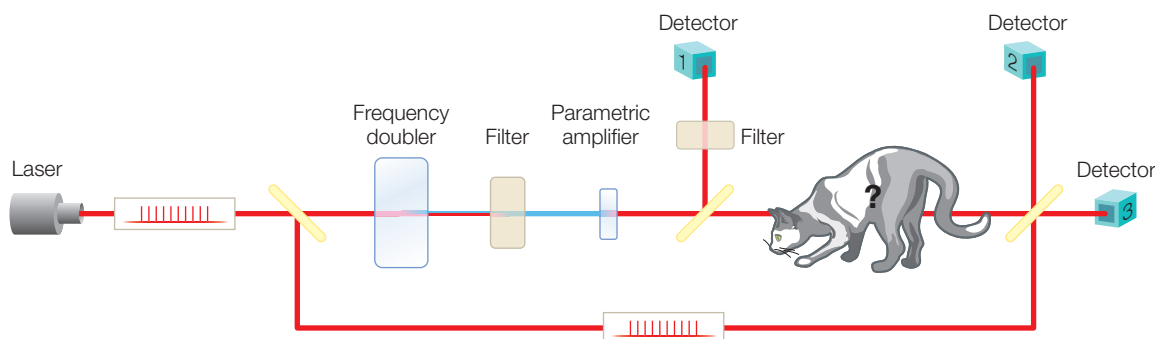 Detector
1
Detector
2
Frequency
doubler
Filter
Parametric
amplifier
Filter
Laser
?
Detector
3